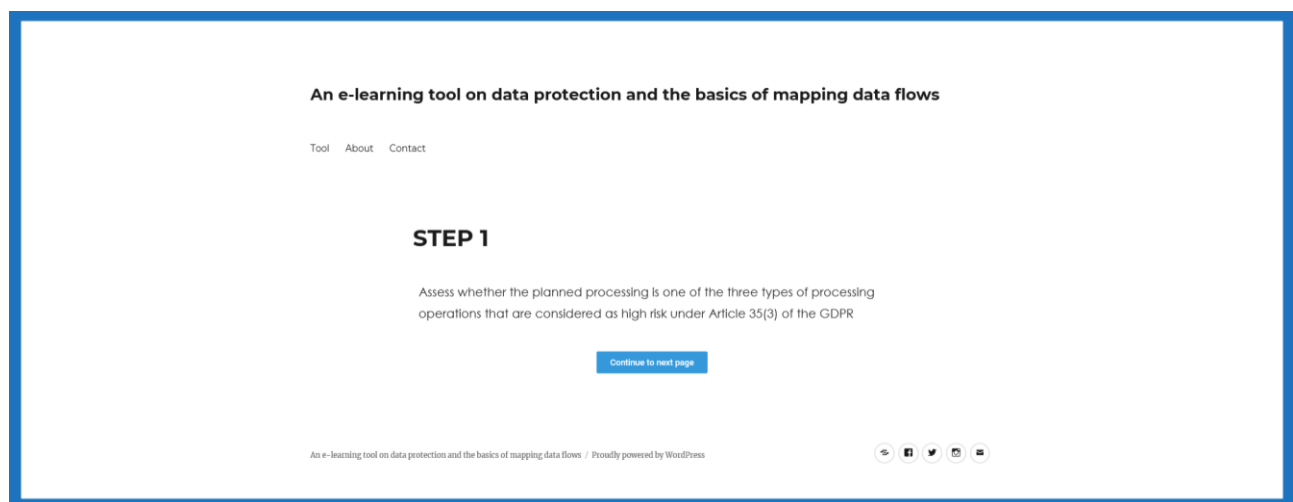 An e-learning tool on data protection and the basics of mapping data flows
Tool About Contact
STEP 1
Assess whether the planned processing is one of the three types of processing
operations that are considered as high risk under Article 35(3) of the GDPR
Continue to next page
An e-learning tool on data protection and the basics of mapping data flows / Proudly powered by WordPress